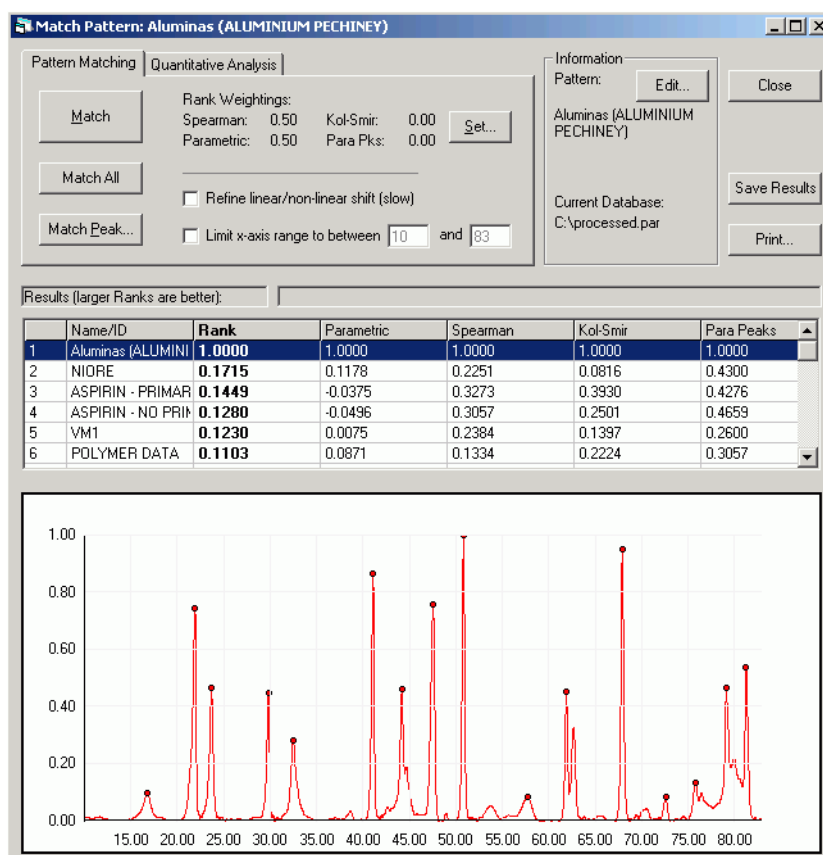 Match Pattern: Aluminas (ALUMINIUM PECHINEY)
Pattern Matching Quantitative Analysis
Match
Match All
Match Peak...
Rank Weightings:
Spearman: 0.50 Kol-Smir: 0.00
Parametric: 0.50 Para Pks: 0.00
Set...
Refine linear/non-linear shift (slow)
Limit x-axis range to between 10 and 83
Information
Pattern: Edit...
Aluminas (ALUMINIUM
PECHINEY)
Current Database:
C:\processed.par
Close
Save Results
Print...
Results (larger Ranks are better):
Name/ID Rank Parametric Spearman Kol-Smir Para Peaks
1 Aluminas (ALUMINI 1.0000 1.0000 1.0000 1.0000 1.0000
2 NIORE 0.1715 0.1178 0.2251 0.0816 0.4300
3 ASPIRIN - PRIMAR 0.1449 -0.0375 0.3273 0.3930 0.4276
4 ASPIRIN - NO PRIM 0.1280 -0.0496 0.3057 0.2501 0.4659
5 VM1 0.1230 0.0075 0.2384 0.1397 0.2600
6 POLYMER DATA 0.1103 0.0871 0.1334 0.2224 0.3057
1.00
0.80
0.60
0.40
0.20
0.00
15.00 20.00 25.00 30.00 35.00 40.00 45.00 50.00 55.00 60.00 65.00 70.00 75.00 80.00